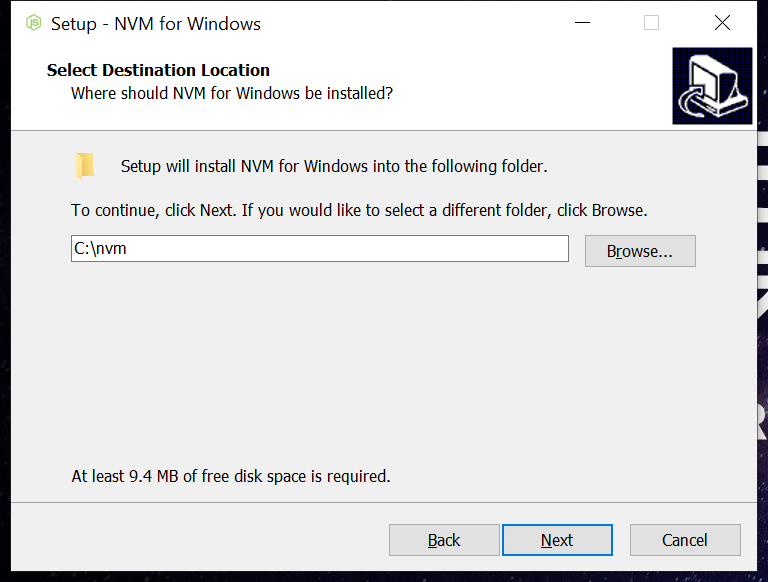 Setup - NVM for Windows
Select Destination Location
Where should NVM for Windows be installed?
Setup will install NVM for Windows into the following folder.
To continue, click Next. If you would like to select a different folder, click Browse.
C:\nvm
Browse...
At least 9.4 MB of free disk space is required.
Back
Next
Cancel